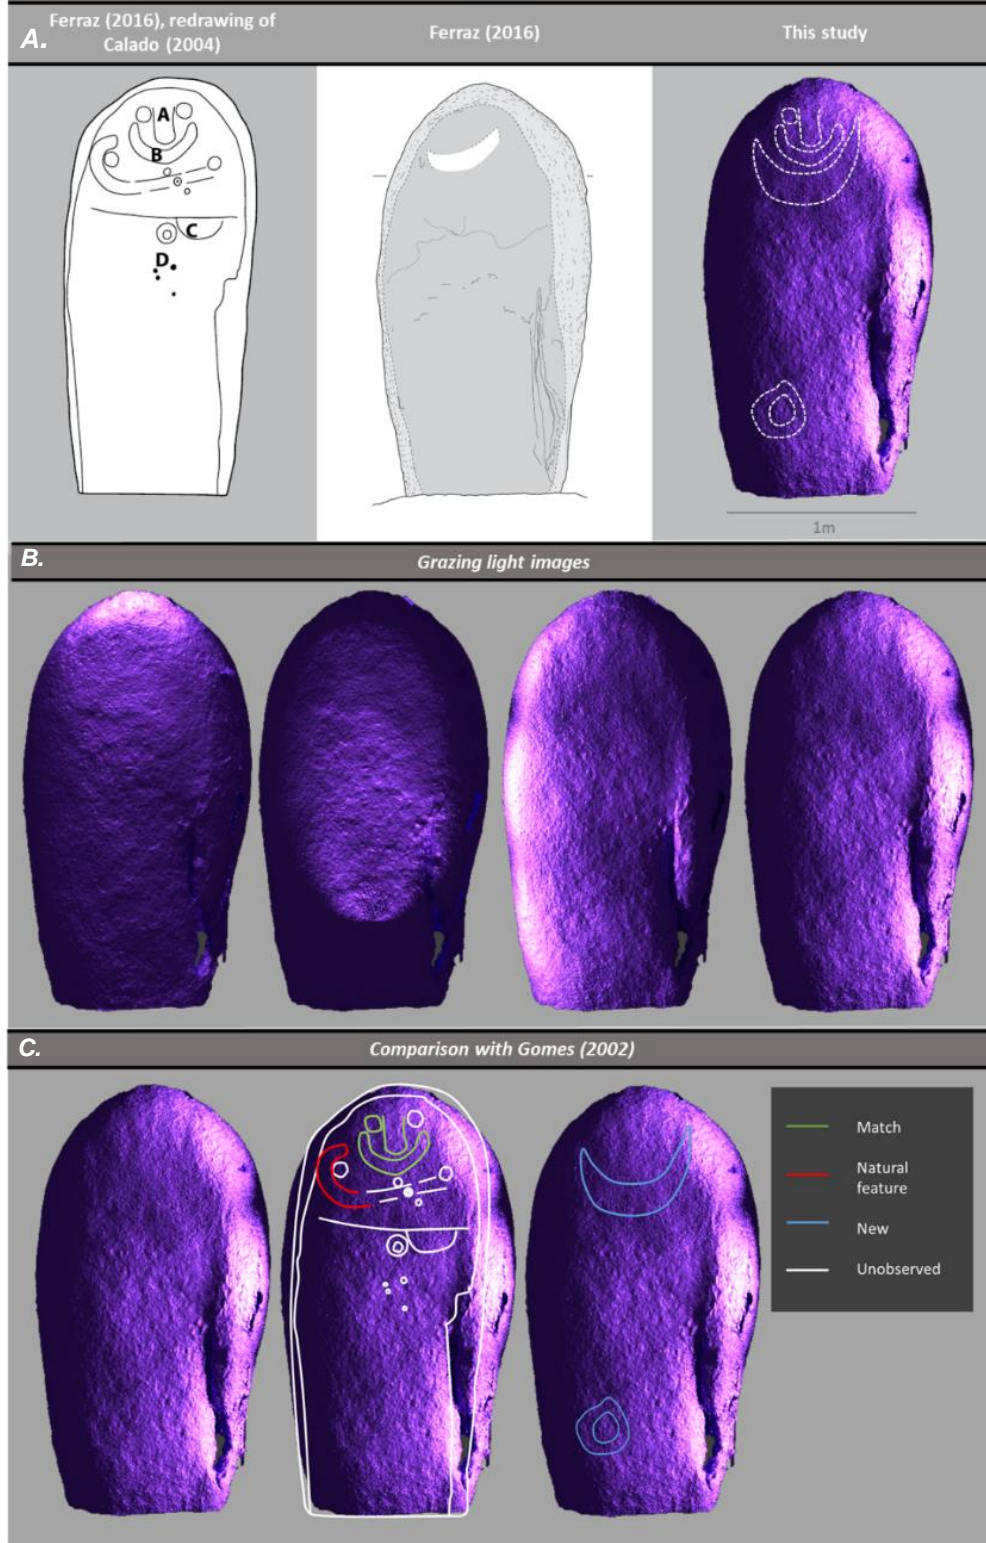 A.
Ferraz (2016), redrawing of
Calado (2004)
Ferraz (2016)
This study
A
B
C
D
1m
B.
Grazing light images
C.
Comparison with Gomes (2002)
Match
Natural
feature
New
Unobserved